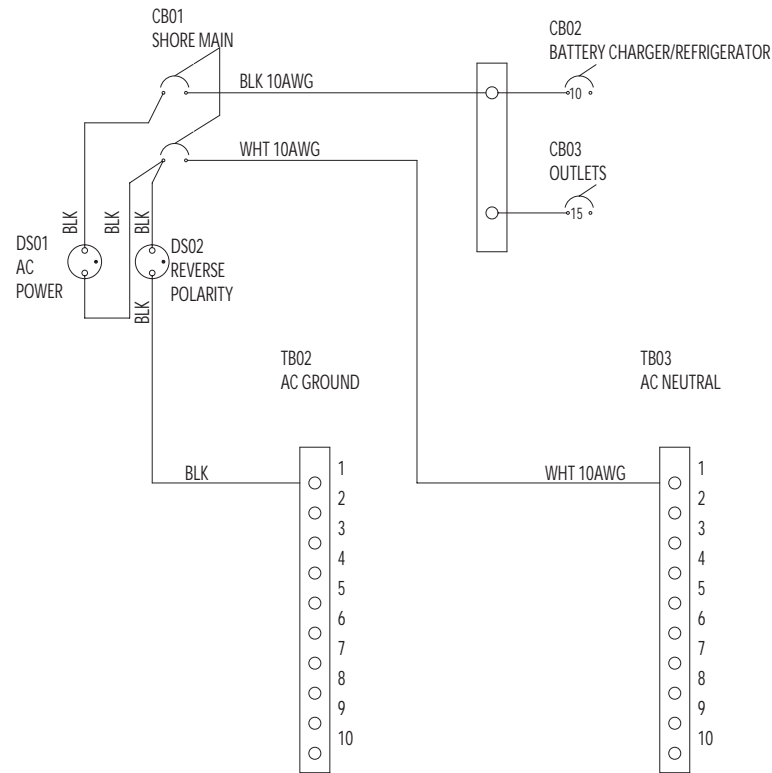 CB01
SHORE MAIN
CB02
BATTERY CHARGER/REFRIGERATOR
BLK 10AWG
10
WHT 10AWG
CB03
OUTLETS
15
BLK
BLK
BLK
DS01
AC
POWER
DS02
REVERSE
POLARITY
BLK
TB02
AC GROUND
TB03
AC NEUTRAL
BLK
WHT 10AWG
1
2
3
4
5
6
7
8
9
10
1
2
3
4
5
6
7
8
9
10